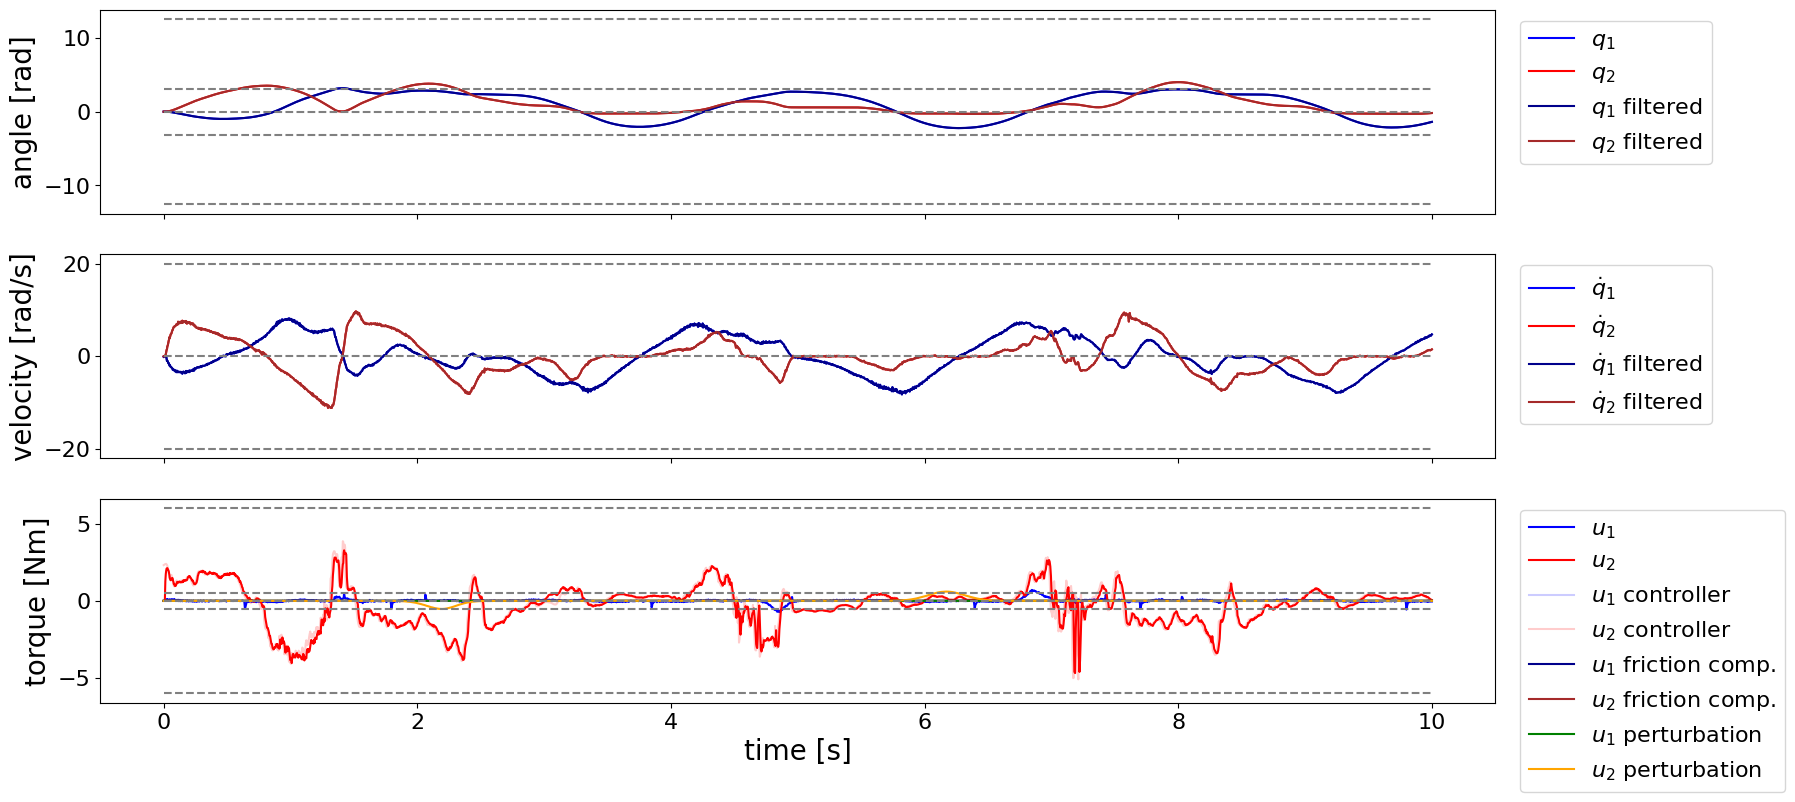 angle [rad]
10
0
−10
q₁
q₂
q₁ filtered
q₂ filtered
velocity [rad/s]
20
0
−20
q̇₁
q̇₂
q̇₁ filtered
q̇₂ filtered
torque [Nm]
5
0
−5
0 2 4 6 8 10
time [s]
u₁
u₂
u₁ controller
u₂ controller
u₁ friction comp.
u₂ friction comp.
u₁ perturbation
u₂ perturbation